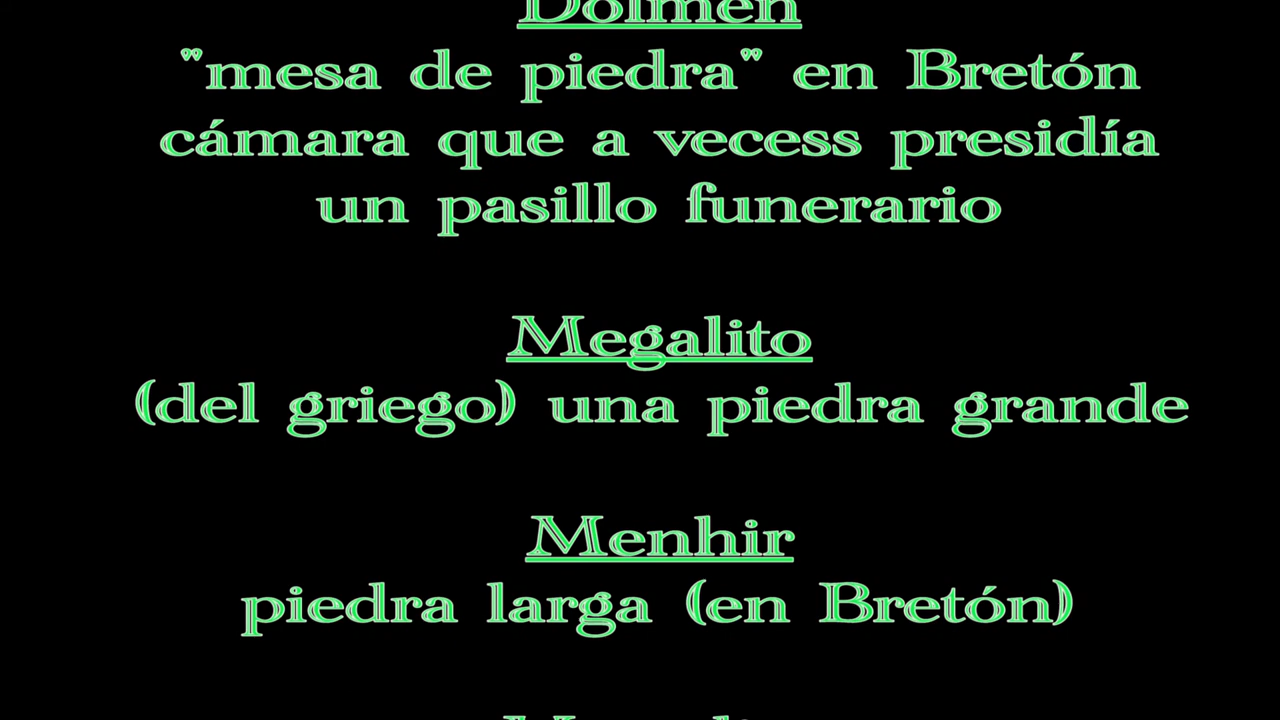 Dolmen
"mesa de piedra" en Bretón
cámara que a vecess presidía
un pasillo funerario
Megalito
(del griego) una piedra grande
Menhir
piedra larga (en Bretón)